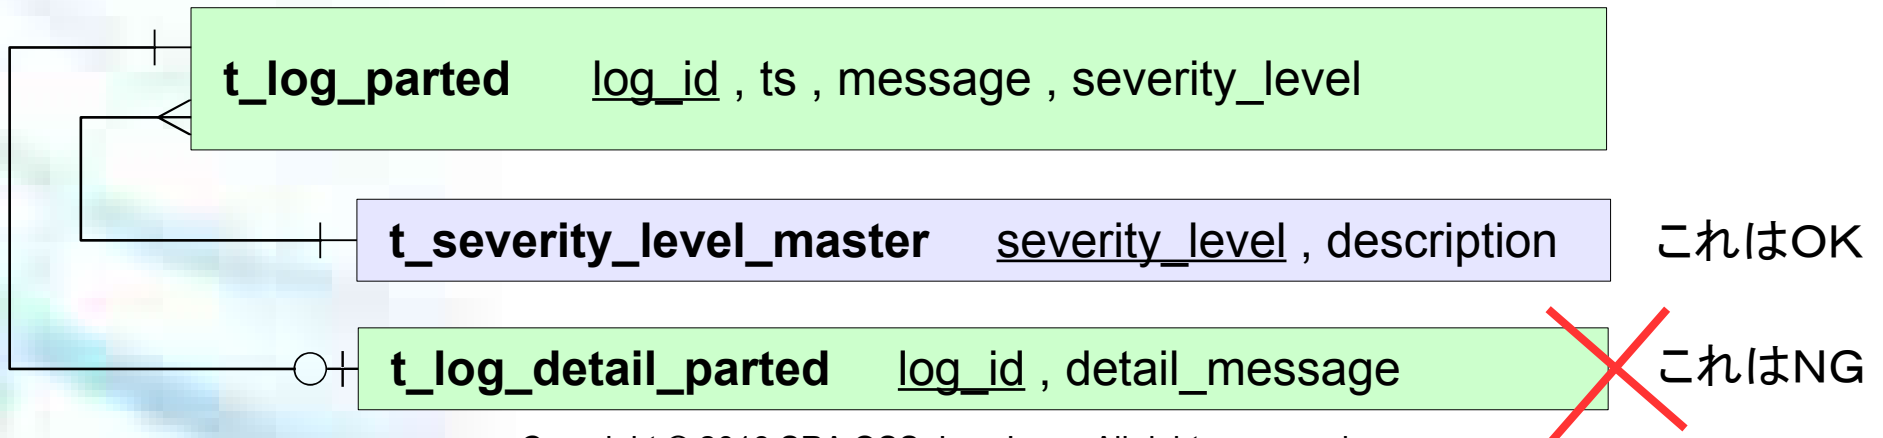 t_log_parted log_id , ts , message , severity_level
t_severity_level_master severity_level , description これはOK
t_log_detail_parted log_id , detail_message これはNG